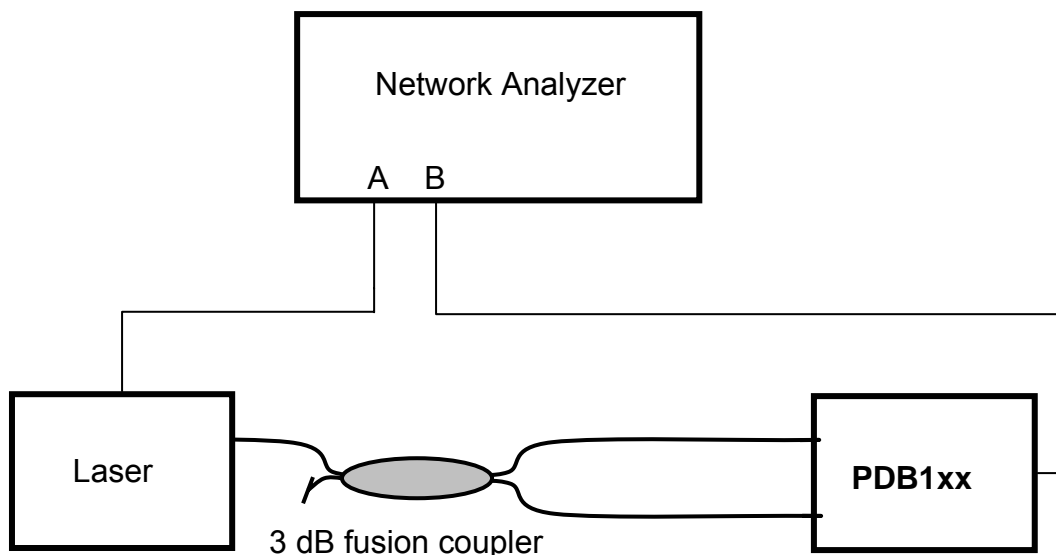 Network Analyzer
A B
Laser
PDB1xx
3 dB fusion coupler